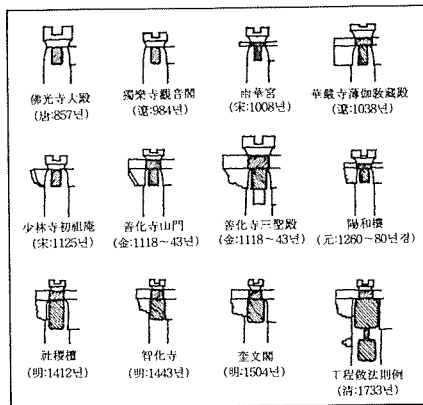 佛光寺大殿
(唐:857년)
獨樂寺觀音閣
(遼:984년)
雨華宮
(宋:1008년)
華嚴寺薄伽敎藏殿
(遼:1038년)
少林寺初祖庵
(宋:1125년)
善化寺山門
(金:1118~43년)
善化寺三聖殿
(金:1118~43년)
陽和樓
(元:1260~80년경)
社稷壇
(明:1412년)
智化寺
(明:1443년)
奎文閣
(明:1504년)
工程做法則例
(清:1733년)